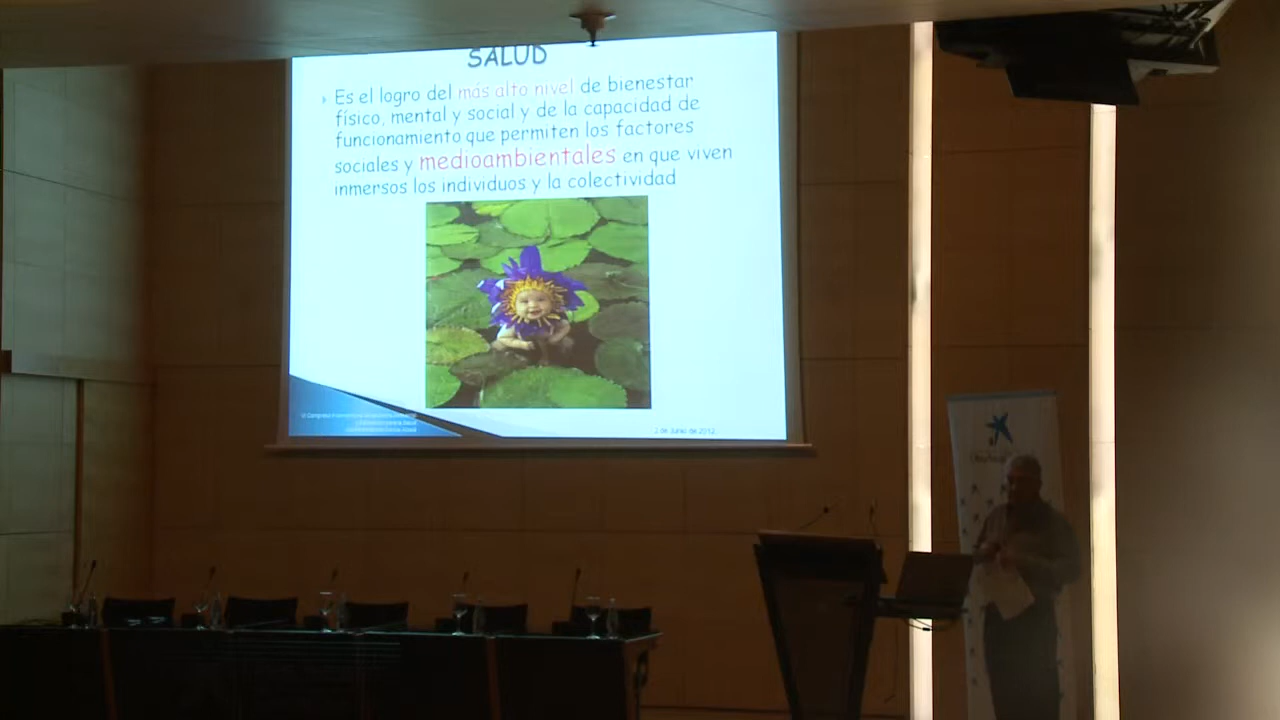 SALUD
Es el logro del más alto nivel de bienestar
físico, mental y social y de la capacidad de
funcionamiento que permiten los factores
sociales y medioambientales en que viven
inmersos los individuos y la colectividad
2 de Junio de 2012